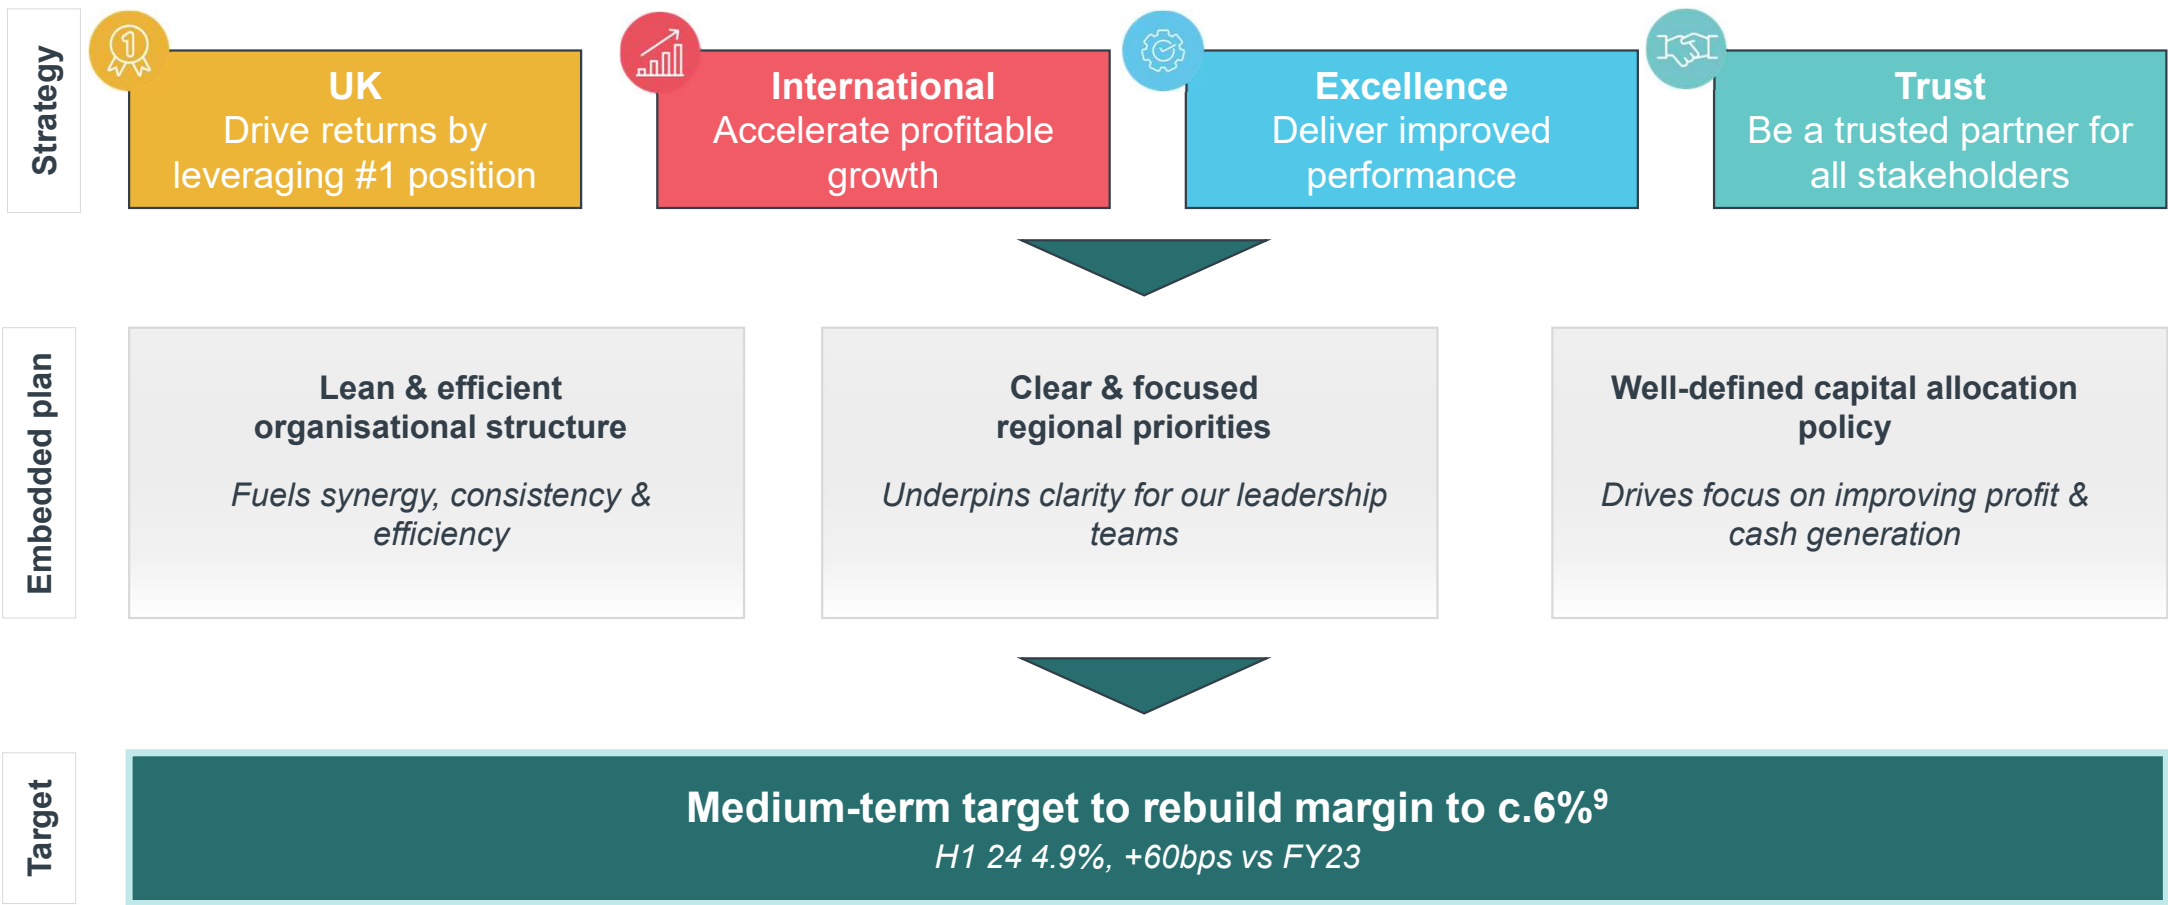 Strategy
1
UK
Drive returns by
leveraging #1 position
International
Accelerate profitable
growth
Excellence
Deliver improved
performance
Trust
Be a trusted partner for
all stakeholders
Embedded plan
Lean & efficient
organisational structure
Fuels synergy, consistency &
efficiency
Clear & focused
regional priorities
Underpins clarity for our leadership
teams
Well-defined capital allocation
policy
Drives focus on improving profit &
cash generation
Target
Medium-term target to rebuild margin to c.6%⁹
H1 24 4.9%, +60bps vs FY23